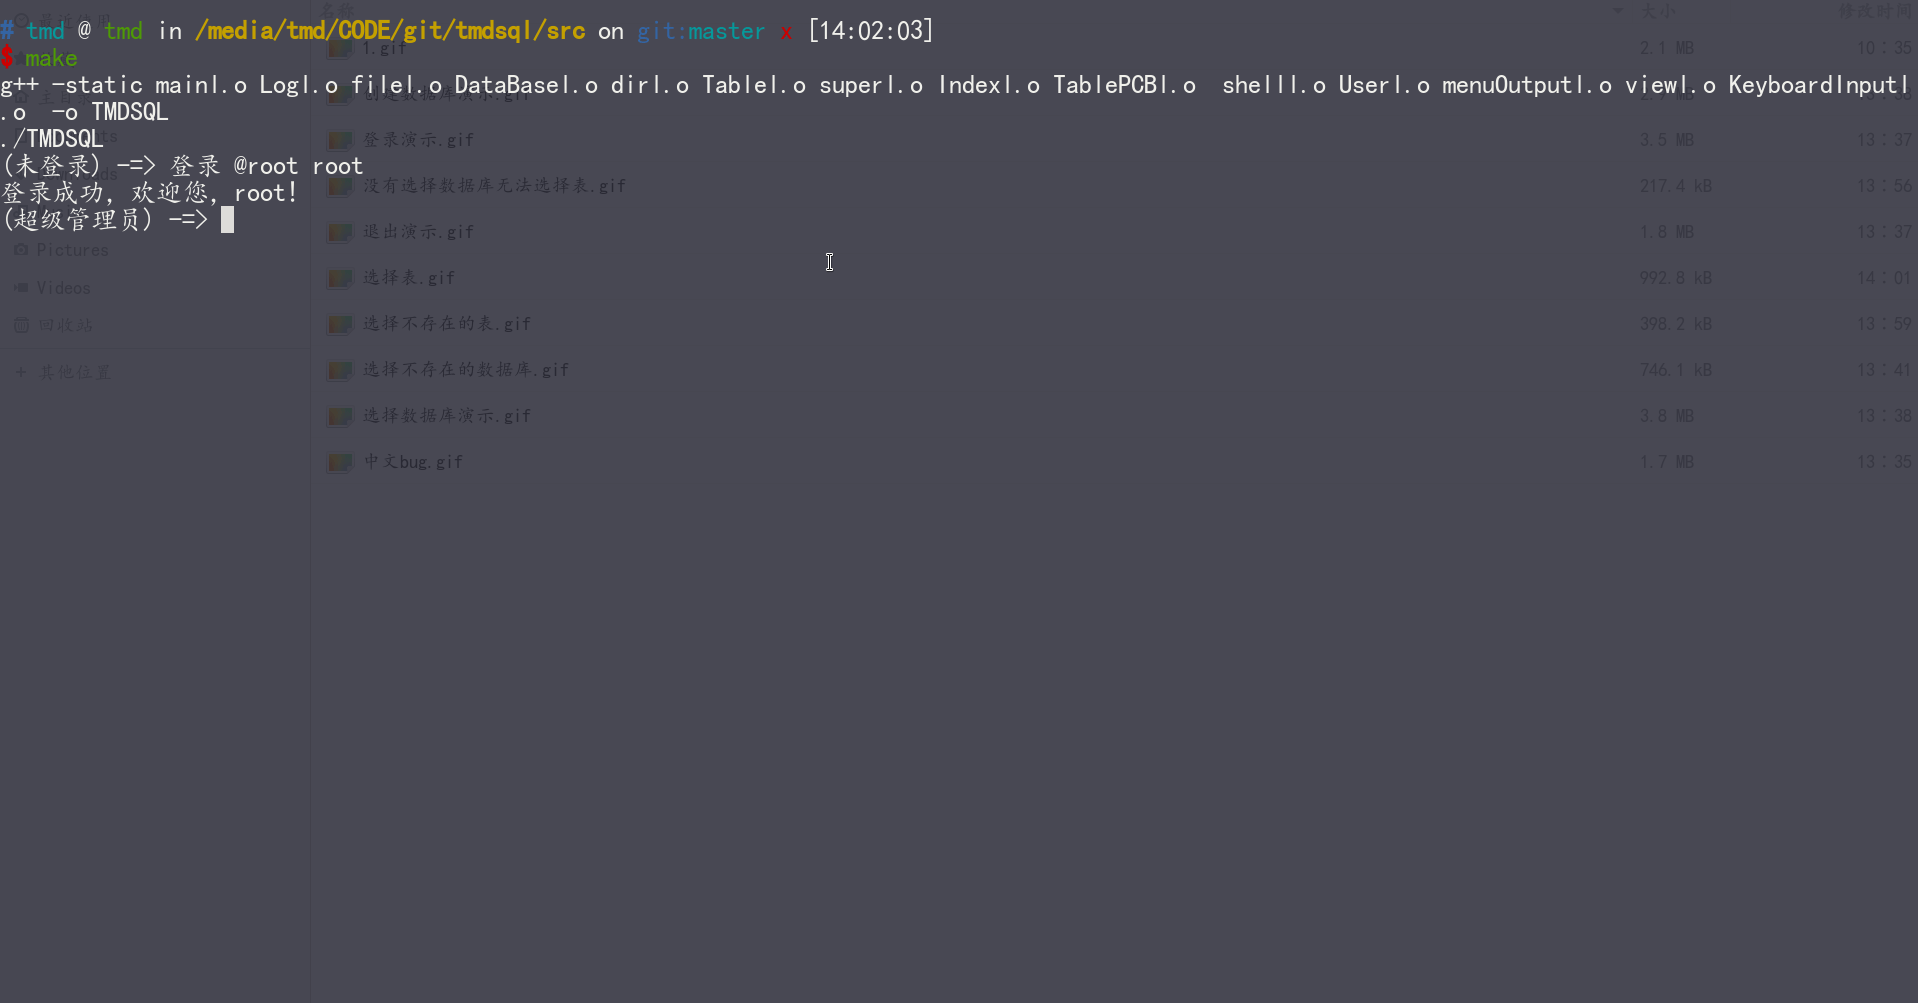 # tmd @ tmd in /media/tmd/CODE/git/tmdsql/src on git:master x [14:02:03]
$ make
g++ -static mainl.o Logl.o filel.o DataBasel.o dirl.o Tablel.o superl.o Indexl.o TablePCBl.o  shelll.o Userl.o menuOutputl.o viewl.o KeyboardInputl
.o  -o TMDSQL
./TMDSQL
(未登录) -=> 登录 @root root
登录成功, 欢迎您, root!
(超级管理员) -=>
名称 大小 修改时间
1.gif 2.1 MB 10:35
创建数据库演示.gif
登录演示.gif 3.5 MB 13:37
没有选择数据库无法选择表.gif 217.4 kB 13:56
退出演示.gif 1.8 MB 13:37
选择表.gif 992.8 kB 14:01
选择不存在的表.gif 398.2 kB 13:59
选择不存在的数据库.gif 746.1 kB 13:41
选择数据库演示.gif 3.8 MB 13:38
中文bug.gif 1.7 MB 13:35
Pictures
Videos
回收站
+ 其他位置